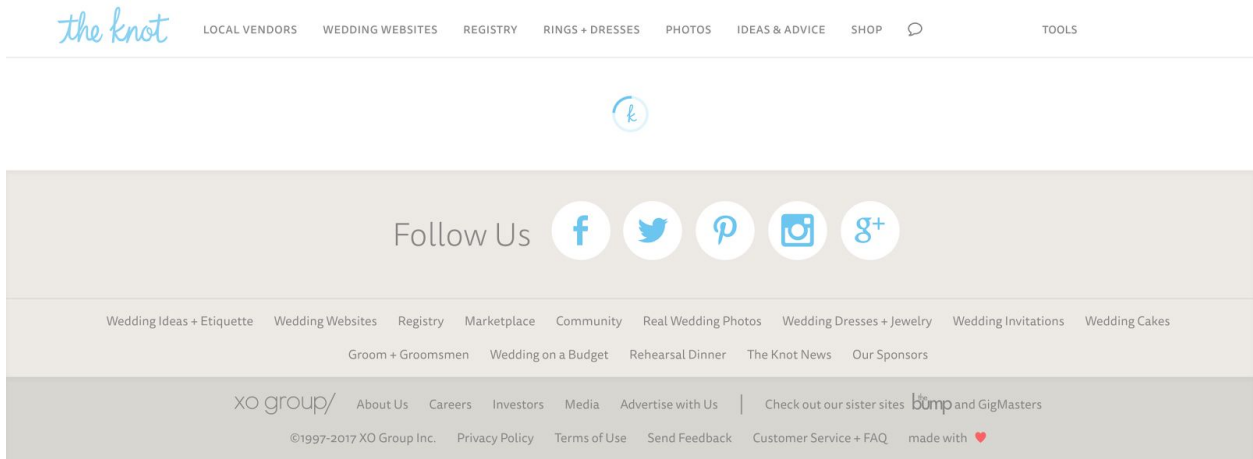 the knot LOCAL VENDORS WEDDING WEBSITES REGISTRY RINGS + DRESSES PHOTOS IDEAS & ADVICE SHOP TOOLS
k
Follow Us f g+
Wedding Ideas + Etiquette Wedding Websites Registry Marketplace Community Real Wedding Photos Wedding Dresses + Jewelry Wedding Invitations Wedding Cakes
Groom + Groomsmen Wedding on a Budget Rehearsal Dinner The Knot News Our Sponsors
xo group/ About Us Careers Investors Media Advertise with Us | Check out our sister sites the bump and GigMasters
©1997-2017 XO Group Inc. Privacy Policy Terms of Use Send Feedback Customer Service + FAQ made with ♥